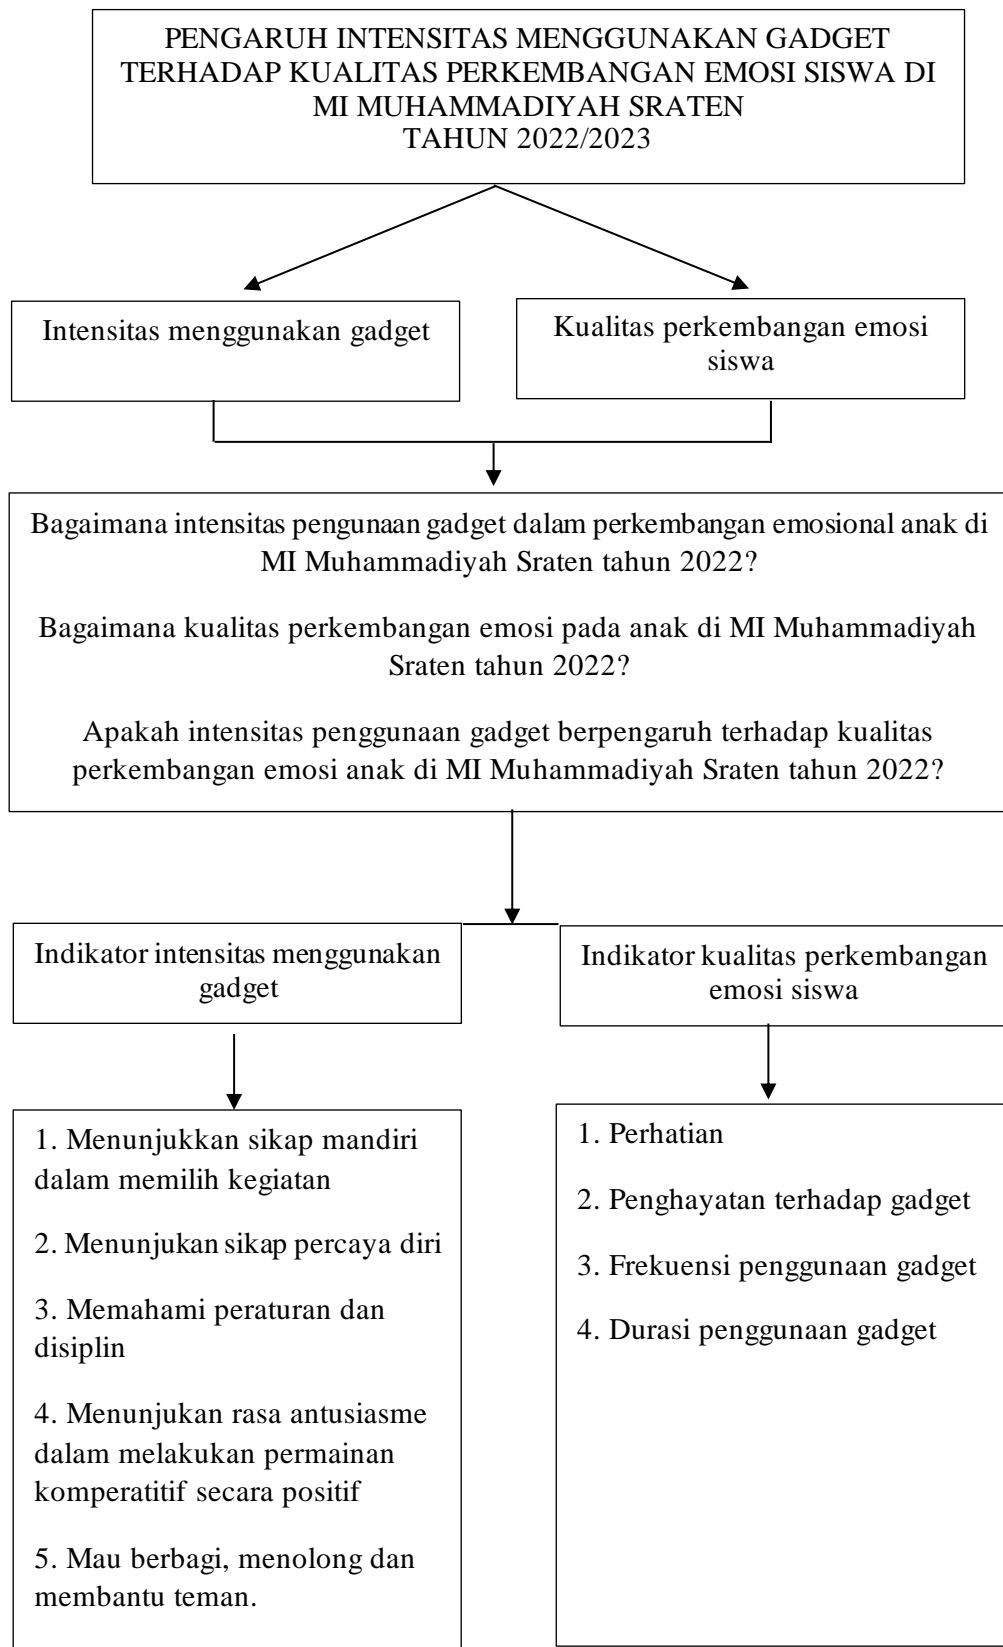 PENGARUH INTENSITAS MENGGUNAKAN GADGET
TERHADAP KUALITAS PERKEMBANGAN EMOSI SISWA DI
MI MUHAMMADIYAH SRATEN
TAHUN 2022/2023
Intensitas menggunakan gadget
Kualitas perkembangan emosi
siswa
Bagaimana intensitas pengunaan gadget dalam perkembangan emosional anak di
MI Muhammadiyah Sraten tahun 2022?
Bagaimana kualitas perkembangan emosi pada anak di MI Muhammadiyah
Sraten tahun 2022?
Apakah intensitas penggunaan gadget berpengaruh terhadap kualitas
perkembangan emosi anak di MI Muhammadiyah Sraten tahun 2022?
Indikator intensitas menggunakan
gadget
Indikator kualitas perkembangan
emosi siswa
1. Menunjukkan sikap mandiri
dalam memilih kegiatan
2. Menunjukan sikap percaya diri
3. Memahami peraturan dan
disiplin
4. Menunjukan rasa antusiasme
dalam melakukan permainan
komperatitif secara positif
5. Mau berbagi, menolong dan
membantu teman.
1. Perhatian
2. Penghayatan terhadap gadget
3. Frekuensi penggunaan gadget
4. Durasi penggunaan gadget